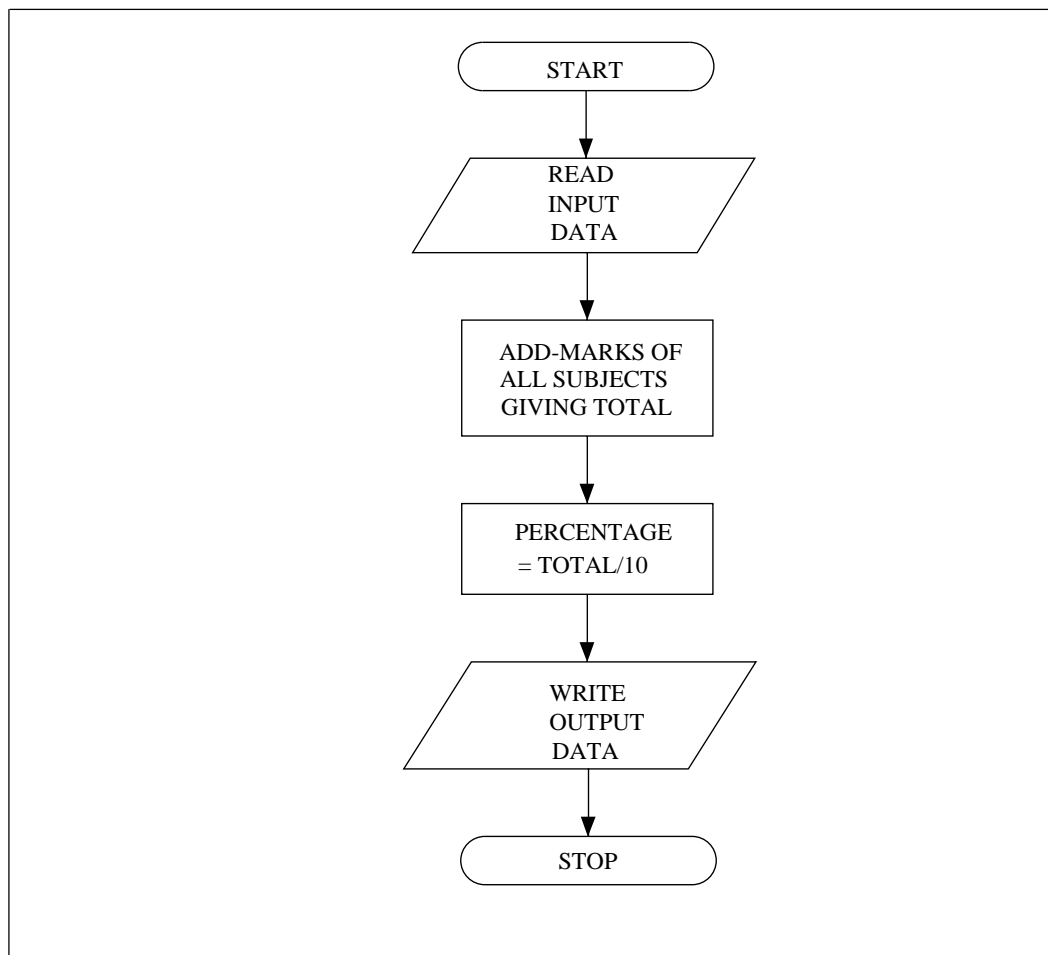 START
READ
INPUT
DATA
ADD-MARKS OF
ALL SUBJECTS
GIVING TOTAL
PERCENTAGE
= TOTAL/10
WRITE
OUTPUT
DATA
STOP